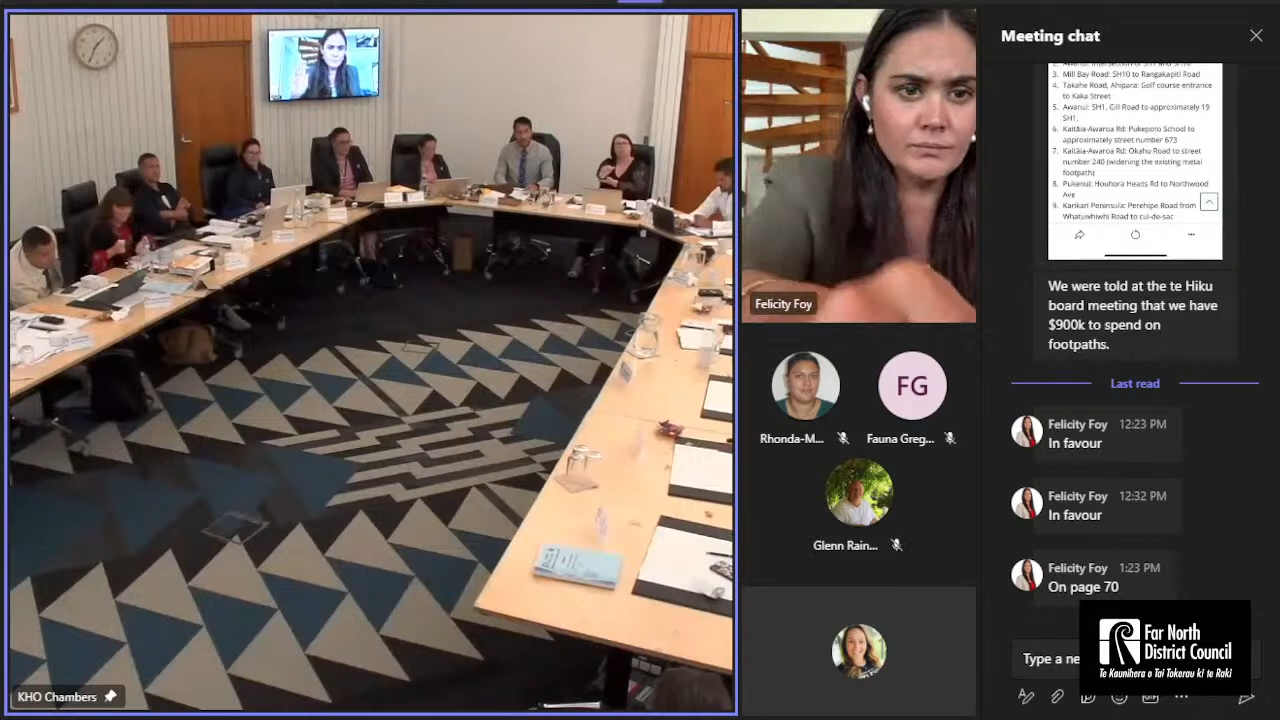 Meeting chat
3. Mill Bay Road: SH10 to Rangakapiti Road
4. Takahe Road, Ahipara: Golf course entrance
to Kaka Street
5. Awanui: SH1, Gill Road to approximately 19
SH1.
6. Kaitāia-Awaroa Rd: Pukepoto School to
approximately street number 673
7. Kaitāia-Awaroa Rd: Okahu Road to street
number 240 (widening the existing metal
footpath)
8. Pukenui: Houhora Heads Rd to Northwood
Ave
9. Karikari Peninsula: Perehipe Road from
Whatuwhiwhi Road to cul-de-sac
We were told at the te Hiku
board meeting that we have
$900k to spend on
footpaths.
Last read
Felicity Foy 12:23 PM
In favour
Felicity Foy 12:32 PM
In favour
Felicity Foy 1:23 PM
On page 70
Type a ne
Far North
District Council
Te Kaunihera o Tai Tokerau ki te Raki
Felicity Foy
FG
Rhonda-M...
Fauna Greg...
Glenn Rain...
KHO Chambers